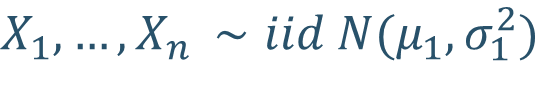 X₁, …, Xₙ ~ iid N(μ₁, σ₁²)